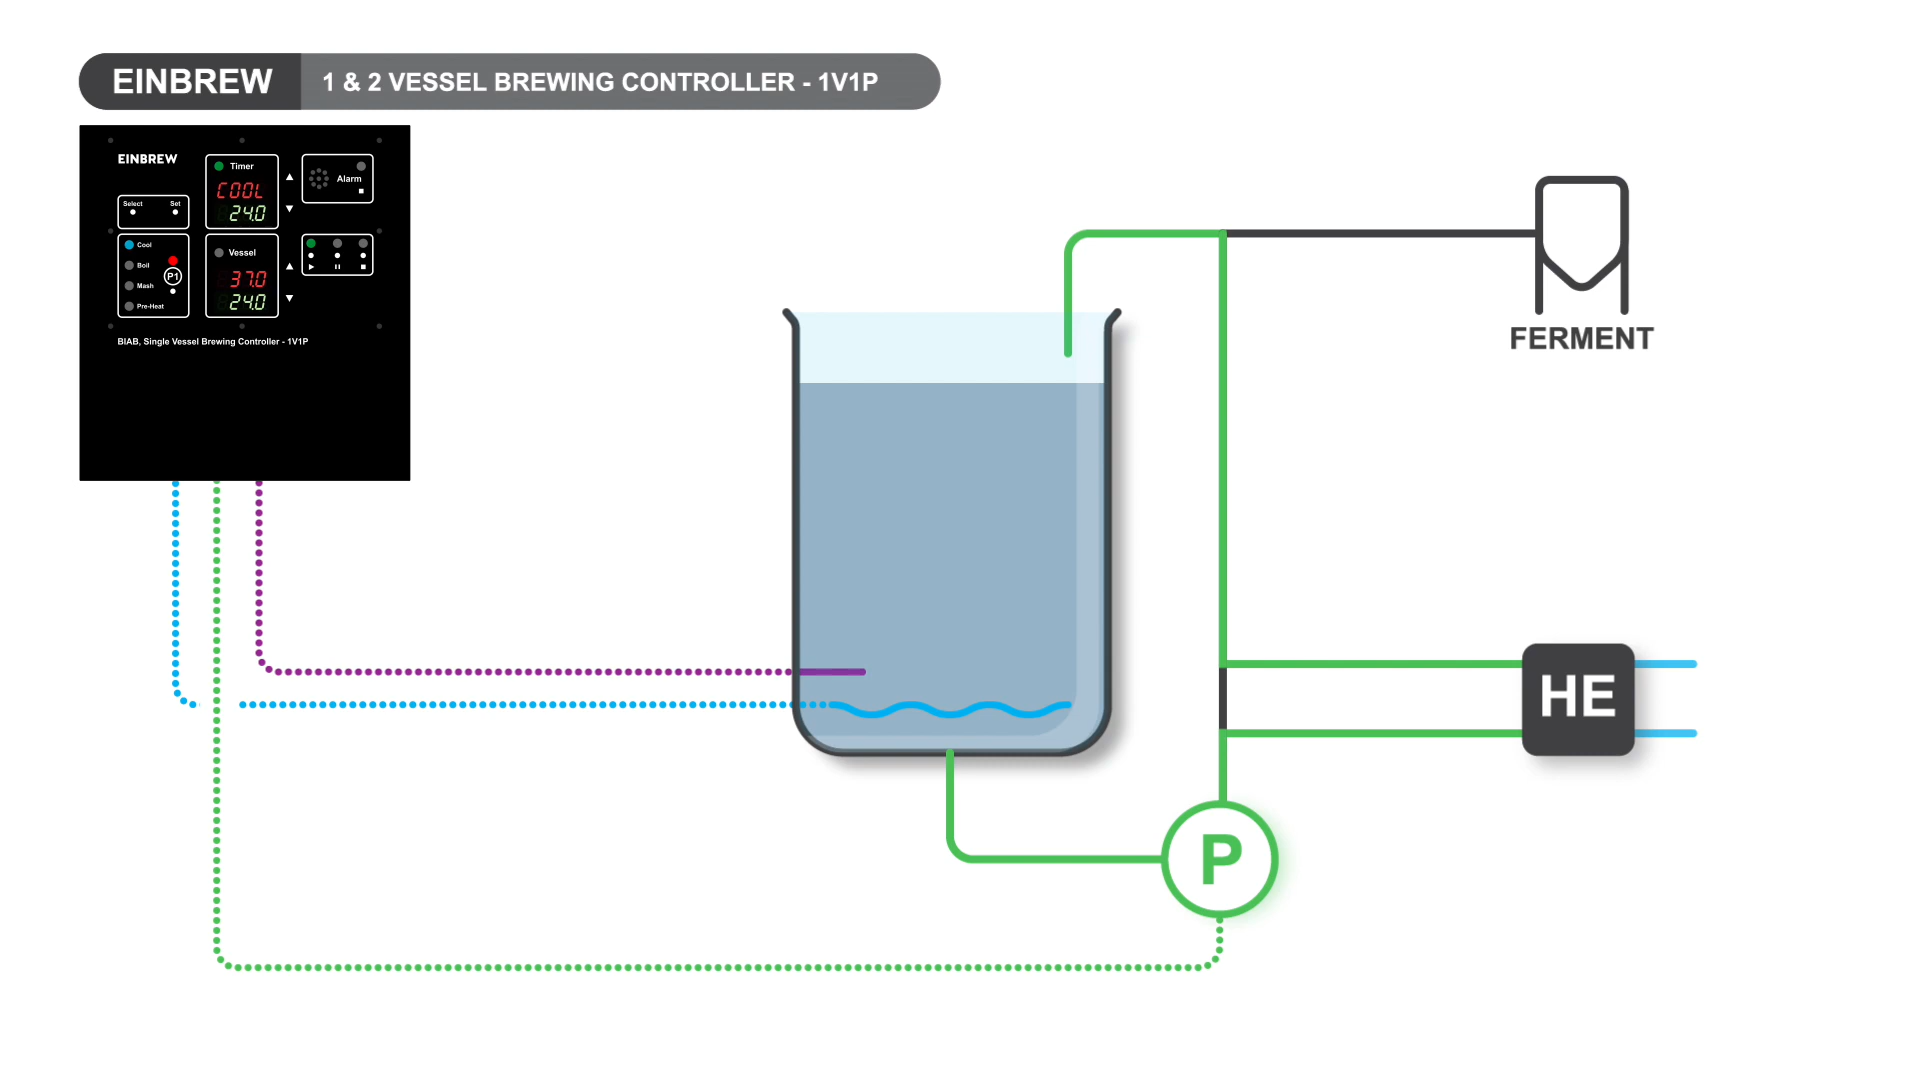 EINBREW 1 & 2 VESSEL BREWING CONTROLLER - 1V1P
EINBREW
Timer
COOL
24.0
Alarm
Select Set
Cool
Boil
Mash
Pre-Heat
P1
Vessel
37.0
24.0
BIAB, Single Vessel Brewing Controller - 1V1P
FERMENT
HE
P